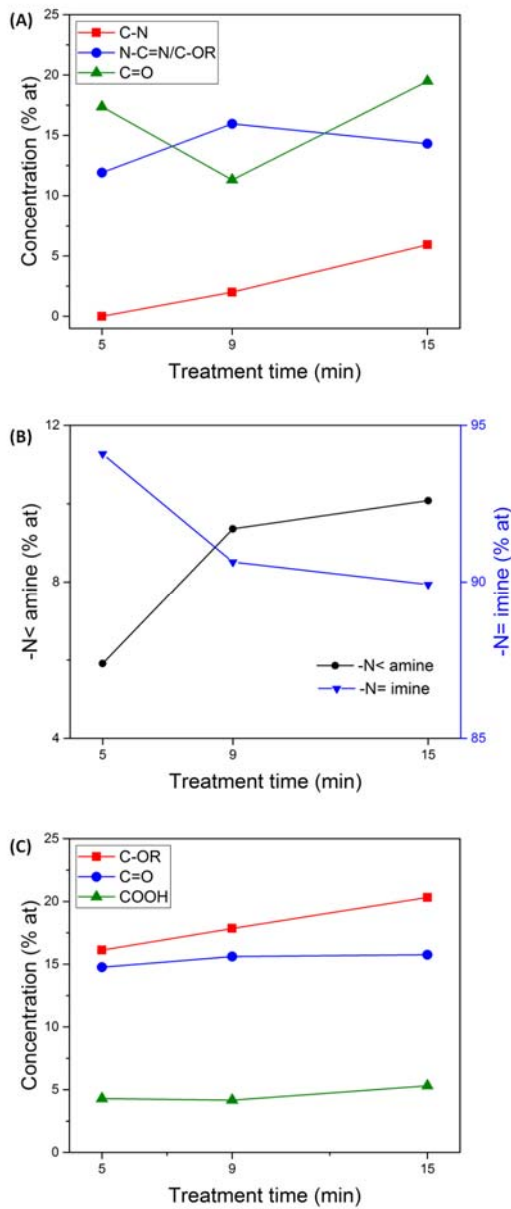 (A)
C-N
N-C=N/C-OR
C=O
25
20
15
10
5
0
Concentration (% at)
5 9 15
Treatment time (min)
(B)
12
8
4
-N< amine (% at)
95
90
85
-N= imine (% at)
-N< amine
-N= imine
5 9 15
Treatment time (min)
(C)
C-OR
C=O
COOH
25
20
15
10
5
0
Concentration (% at)
5 9 15
Treatment time (min)